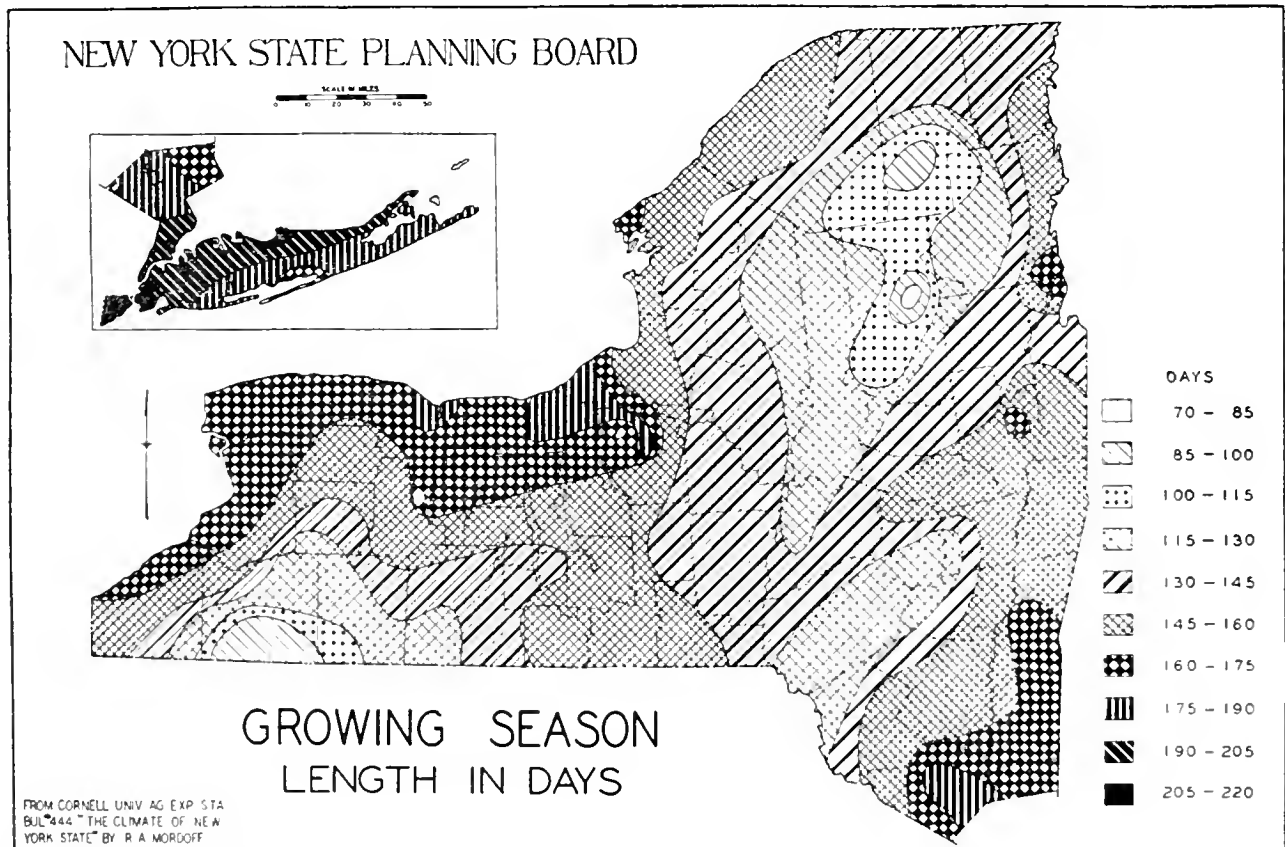 NEW YORK STATE PLANNING BOARD
SCALE IN MILES
0 10 20 30 40 50
DAYS
70 - 85
85 - 100
100 - 115
115 - 130
130 - 145
145 - 160
160 - 175
175 - 190
190 - 205
205 - 220
GROWING SEASON
LENGTH IN DAYS
FROM CORNELL UNIV AG EXP STA
BUL #444 "THE CLIMATE OF NEW
YORK STATE" BY R A MORDOFF